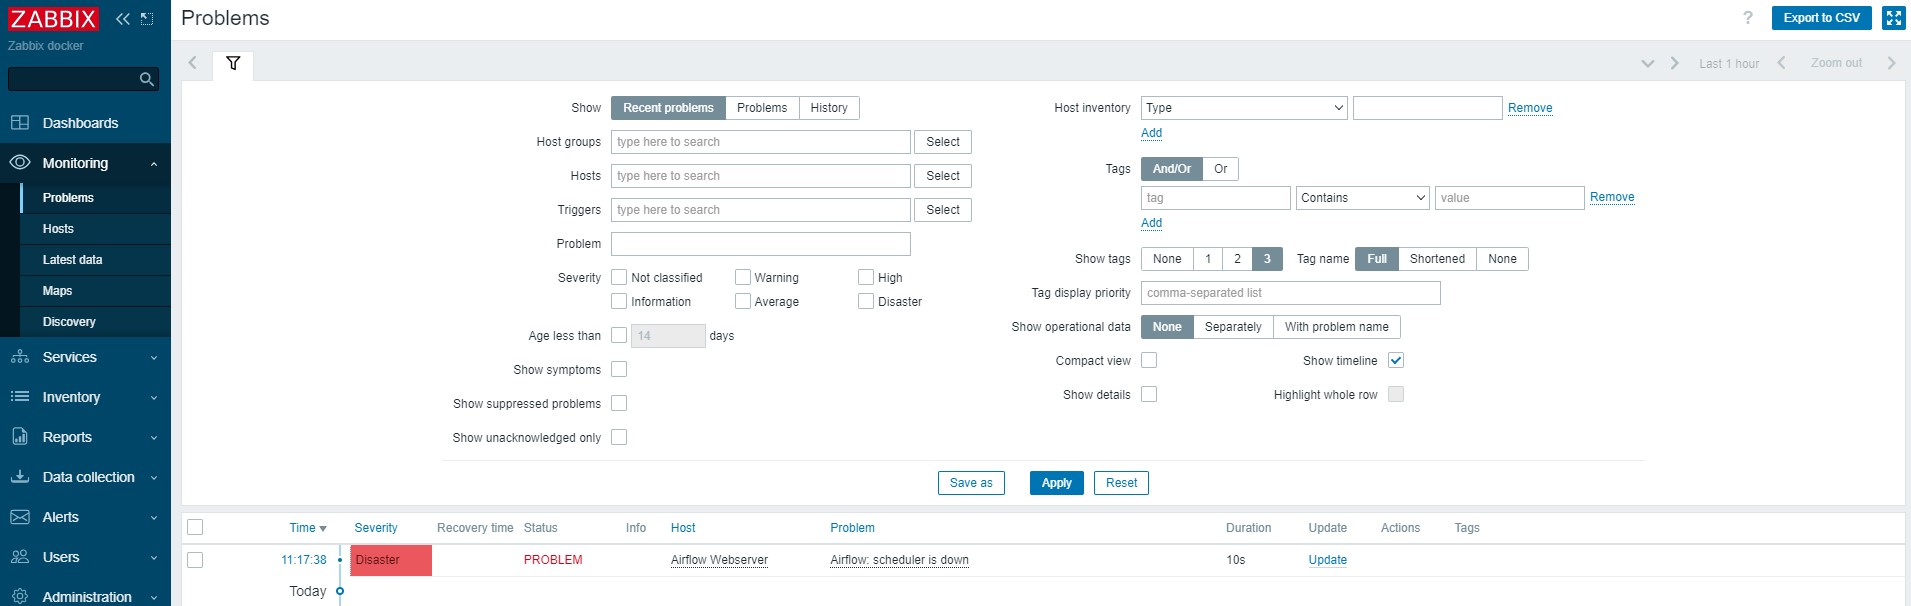 ZABBIX
Problems
? Export to CSV
Zabbix docker
Last 1 hour Zoom out
Dashboards
Monitoring
Problems
Hosts
Latest data
Maps
Discovery
Services
Inventory
Reports
Data collection
Alerts
Users
Administration
Show Recent problems Problems History
Host groups type here to search Select
Hosts type here to search Select
Triggers type here to search Select
Problem
Severity Not classified Warning High
Information Average Disaster
Age less than 14 days
Show symptoms
Show suppressed problems
Show unacknowledged only
Host inventory Type Remove
Add
Tags And/Or Or
tag Contains value Remove
Add
Show tags None 1 2 3 Tag name Full Shortened None
Tag display priority comma-separated list
Show operational data None Separately With problem name
Compact view Show timeline
Show details Highlight whole row
Save as Apply Reset
Time Severity Recovery time Status Info Host Problem Duration Update Actions Tags
11:17:38 Disaster PROBLEM Airflow Webserver Airflow: scheduler is down 10s Update
Today